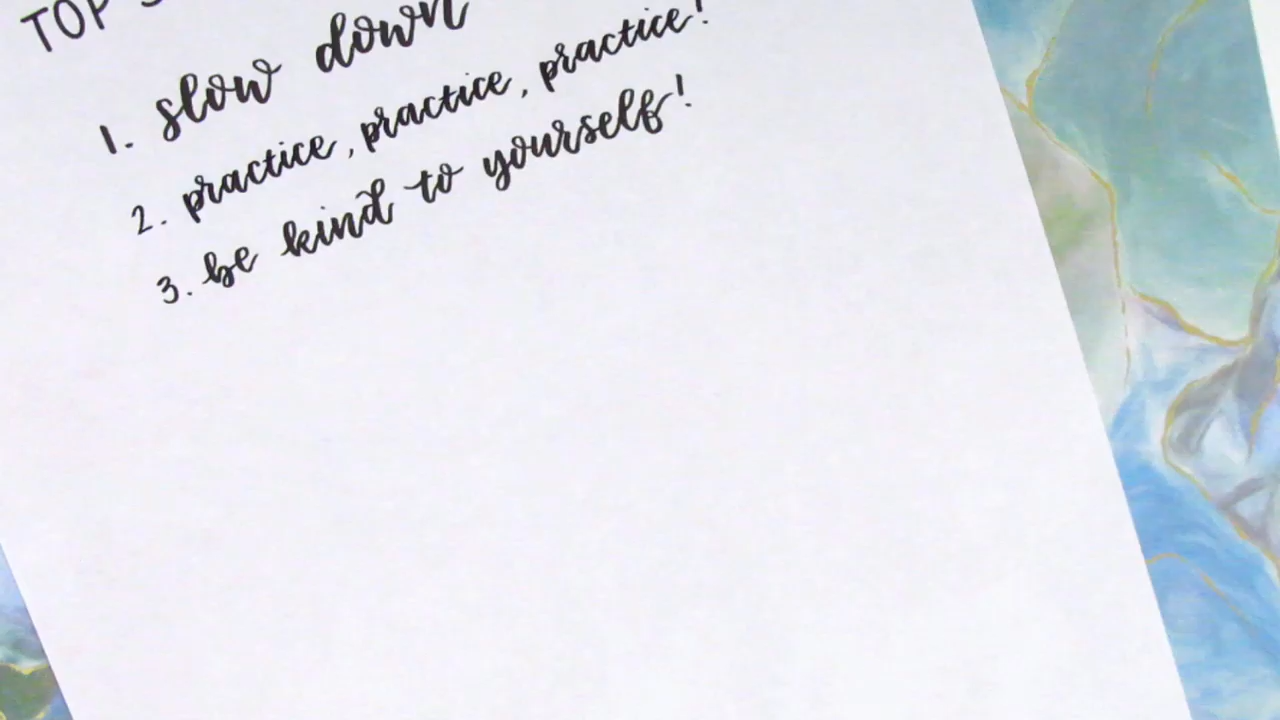 TOP
1. slow down
2. practice, practice, practice!
3. be kind to yourself!